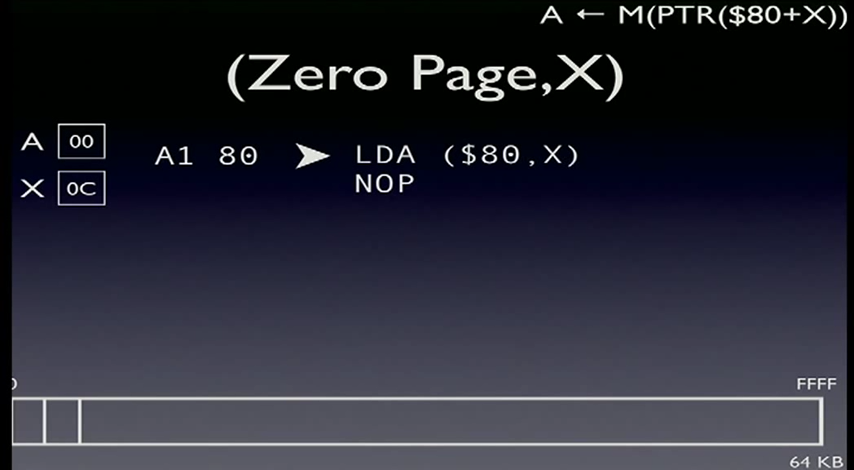 A ← M(PTR($80+X))
(Zero Page,X)
A 00
A1 80 ➤ LDA ($80,X)
X 0C
NOP
FFFF
64 KB